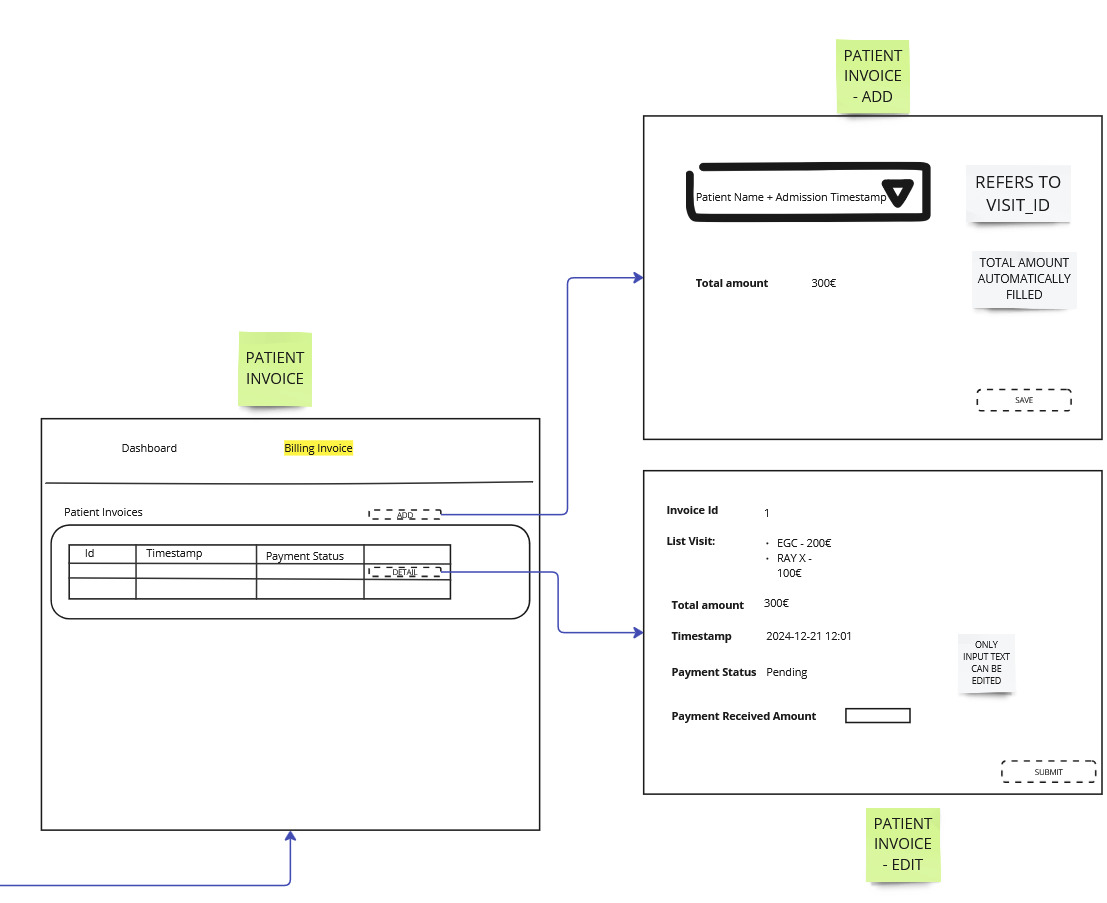 PATIENT
INVOICE
- ADD
Patient Name + Admission Timestamp
REFERS TO
VISIT_ID
Total amount 300€
TOTAL AMOUNT
AUTOMATICALLY
FILLED
SAVE
PATIENT
INVOICE
Dashboard Billing Invoice
Patient Invoices ADD
Id Timestamp Payment Status
DETAIL
Invoice Id 1
List Visit:
• EGC - 200€
• RAY X -
100€
Total amount 300€
Timestamp 2024-12-21 12:01
Payment Status Pending
ONLY
INPUT TEXT
CAN BE
EDITED
Payment Received Amount
SUBMIT
PATIENT
INVOICE
- EDIT